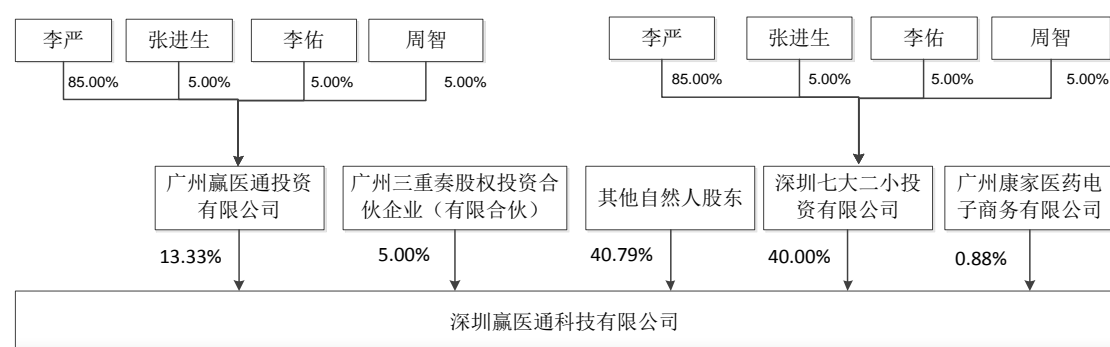 李严
张进生
李佑
周智
李严
张进生
李佑
周智
85.00%
5.00%
5.00%
5.00%
85.00%
5.00%
5.00%
5.00%
广州赢医通投资
有限公司
广州三重奏股权投资合
伙企业（有限合伙）
其他自然人股东
深圳七大二小投
资有限公司
广州康家医药电
子商务有限公司
13.33%
5.00%
40.79%
40.00%
0.88%
深圳赢医通科技有限公司